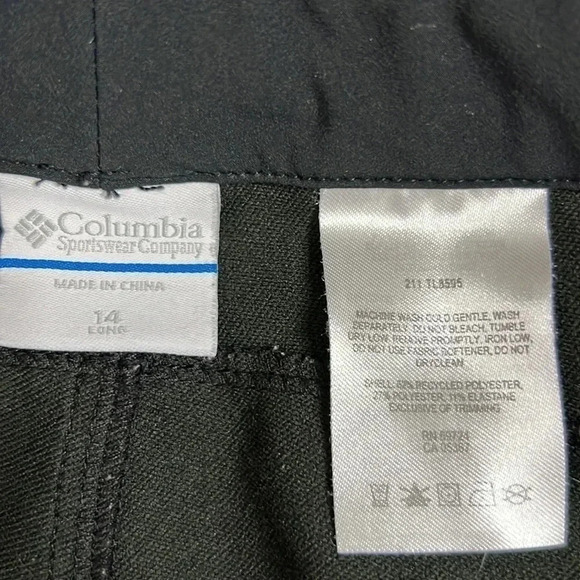 Columbia
Sportswear Company
MADE IN CHINA
14
LONG
211 TL8595
MACHINE WASH COLD GENTLE, WASH
SEPARATELY. DO NOT BLEACH, TUMBLE
DRY LOW, REMOVE PROMPTLY, IRON LOW,
DO NOT USE FABRIC SOFTENER, DO NOT
DRYCLEAN
SHELL: 62% RECYCLED POLYESTER,
27% POLYESTER, 11% ELASTANE
EXCLUSIVE OF TRIMMING
RN 69724
CA 05367